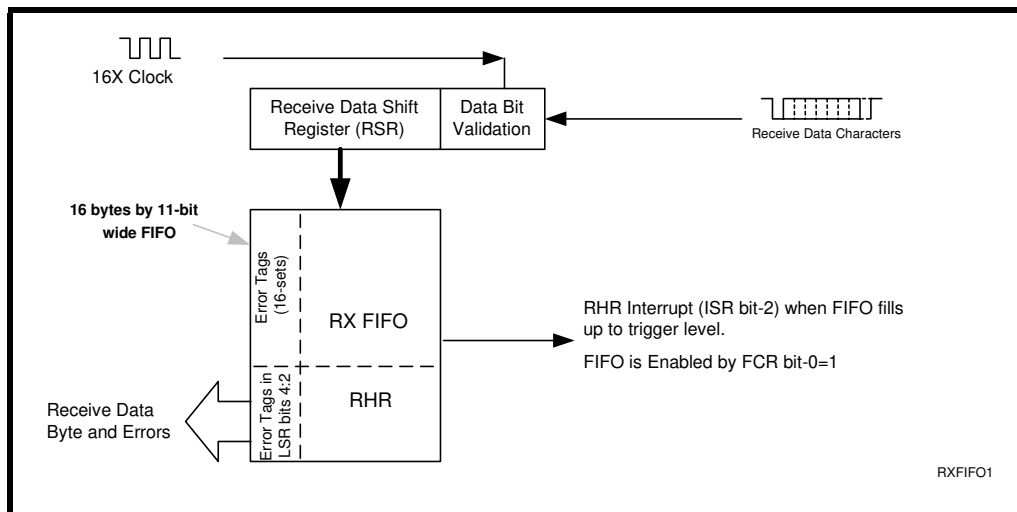 16X Clock
Receive Data Shift
Register (RSR)
Data Bit
Validation
Receive Data Characters
16 bytes by 11-bit
wide FIFO
Error Tags
(16-sets)
RX FIFO
RHR Interrupt (ISR bit-2) when FIFO fills
up to trigger level.
FIFO is Enabled by FCR bit-0=1
Error Tags in
LSR bits 4:2
RHR
Receive Data
Byte and Errors
RXFIFO1